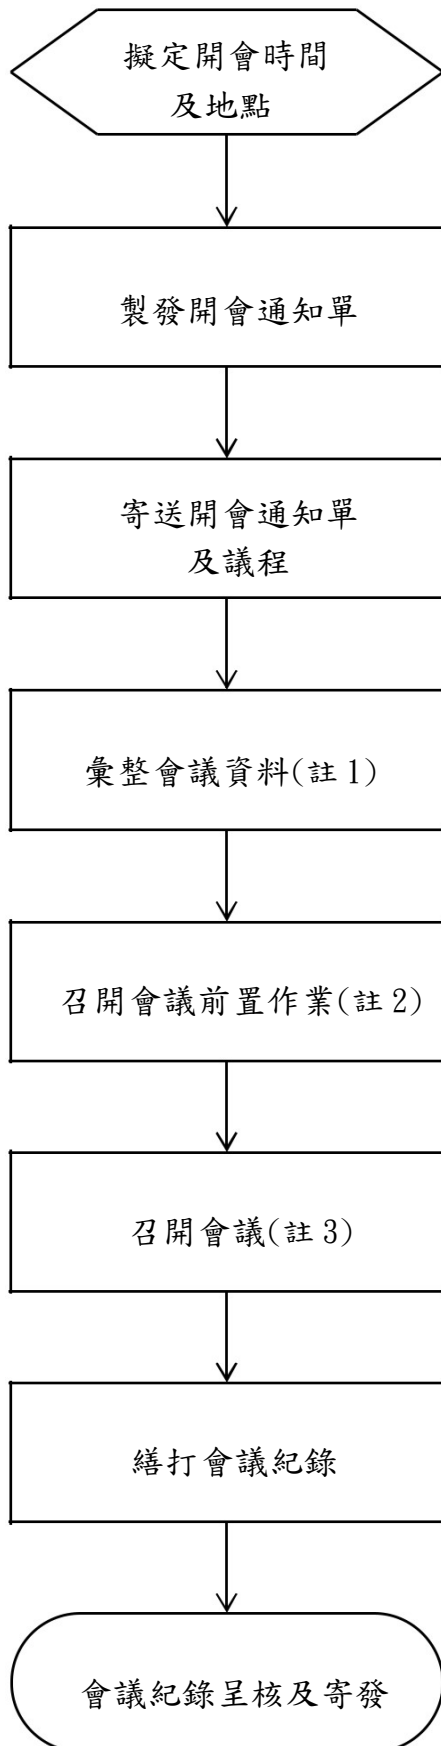 擬定開會時間
及地點
製發開會通知單
寄送開會通知單
及議程
彙整會議資料(註1)
召開會議前置作業(註2)
召開會議(註3)
繕打會議紀錄
會議紀錄呈核及寄發